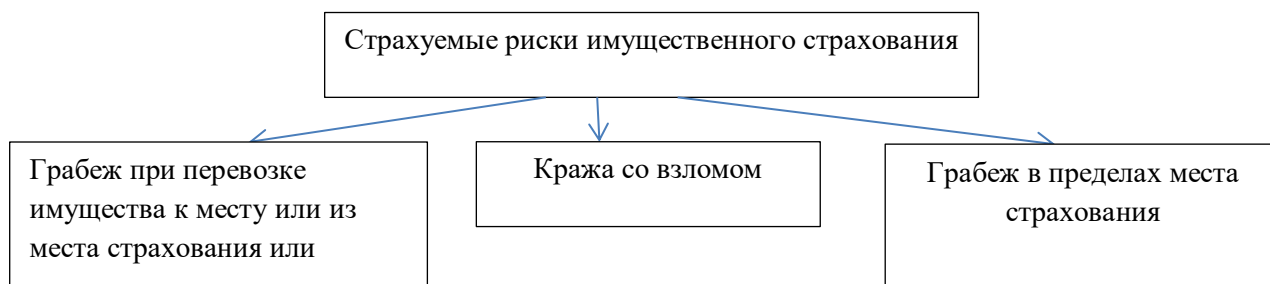 Страхуемые риски имущественного страхования
Грабеж при перевозке
имущества к месту или из
места страхования или
Кража со взломом
Грабеж в пределах места
страхования